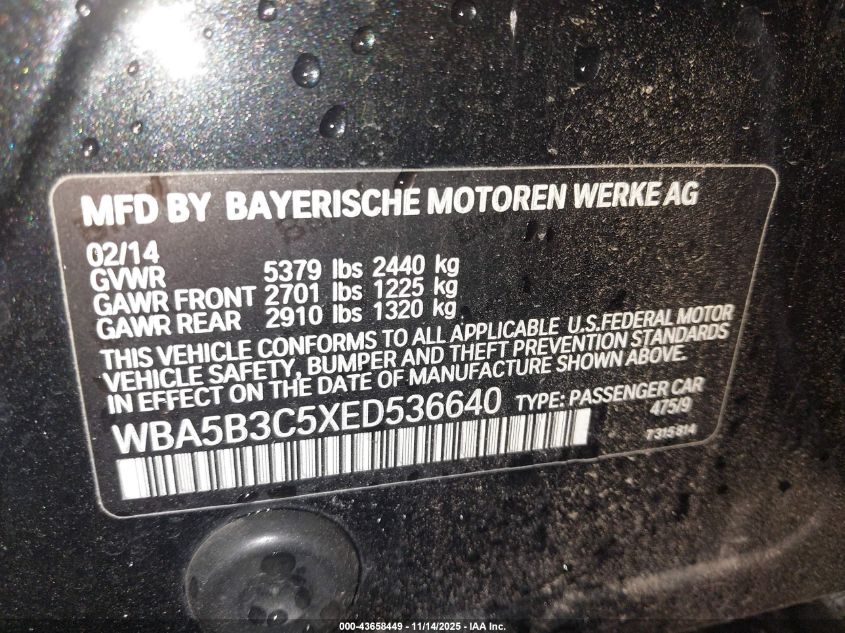 MFD BY BAYERISCHE MOTOREN WERKE AG
02/14
GVWR 5379 lbs 2440 kg
GAWR FRONT 2701 lbs 1225 kg
GAWR REAR 2910 lbs 1320 kg
THIS VEHICLE CONFORMS TO ALL APPLICABLE U.S.FEDERAL MOTOR
VEHICLE SAFETY, BUMPER AND THEFT PREVENTION STANDARDS
IN EFFECT ON THE DATE OF MANUFACTURE SHOWN ABOVE.
WBA5B3C5XED536640 TYPE: PASSENGER CAR
475/9
T315814
000-43658449 - 11/14/2025 - IAA Inc.